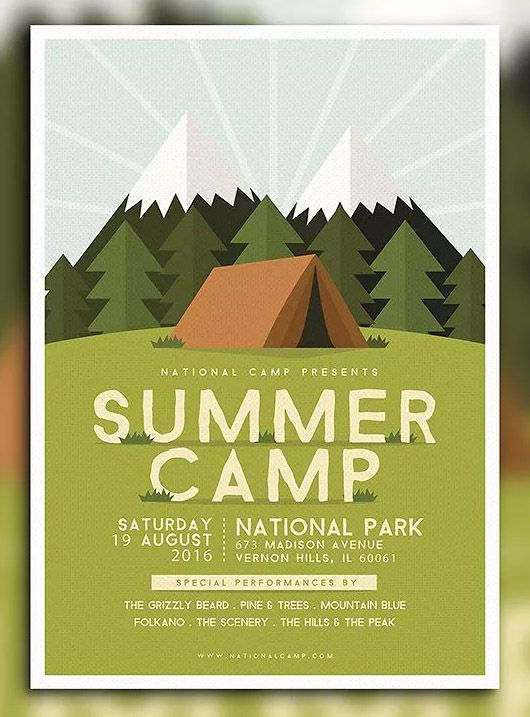 NATIONAL CAMP PRESENTS
SUMMER
CAMP
SATURDAY
19 AUGUST
2016
NATIONAL PARK
673 MADISON AVENUE
VERNON HILLS, IL 60061
SPECIAL PERFORMANCES BY
THE GRIZZLY BEARD . PINE & TREES . MOUNTAIN BLUE
FOLKANO . THE SCENERY . THE HILLS & THE PEAK
WWW.NATIONALCAMP.COM